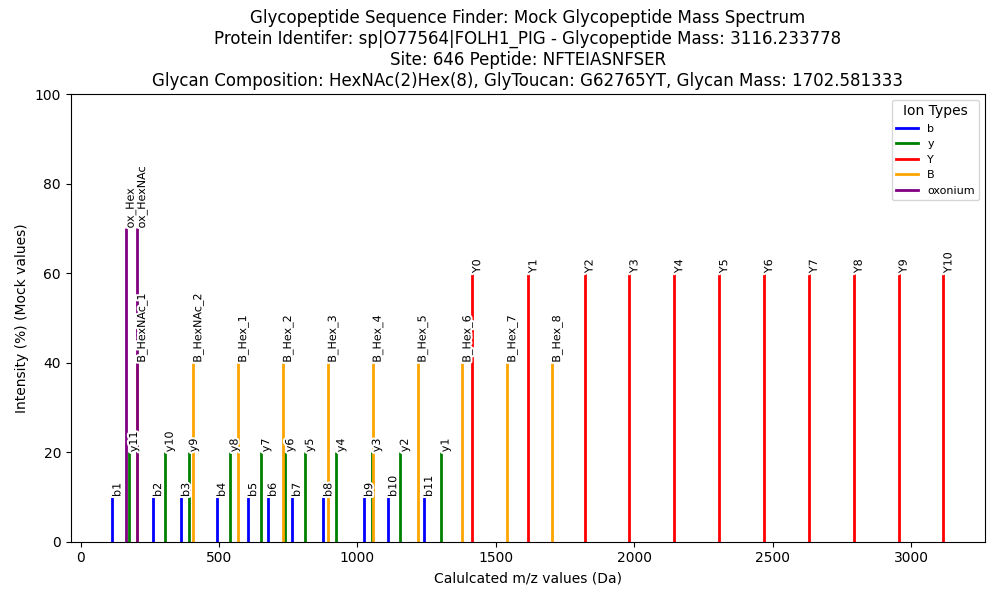 Glycopeptide Sequence Finder: Mock Glycopeptide Mass Spectrum
Protein Identifer: sp|O77564|FOLH1_PIG - Glycopeptide Mass: 3116.233778
Site: 646 Peptide: NFTEIASNFSER
Glycan Composition: HexNAc(2)Hex(8), GlyToucan: G62765YT, Glycan Mass: 1702.581333
Intensity (%) (Mock values)
100
80
60
40
20
0
Ion Types
b
y
Y
B
oxonium
ox_Hex
ox_HexNAc
Y0
Y1
Y2
Y3
Y4
Y5
Y6
Y7
Y8
Y9
Y10
B_HexNAc_1
B_HexNAc_2
B_Hex_1
B_Hex_2
B_Hex_3
B_Hex_4
B_Hex_5
B_Hex_6
B_Hex_7
B_Hex_8
y11
y10
y9
y8
y7
y6
y5
y4
y3
y2
y1
b1
b2
b3
b4
b5
b6
b7
b8
b9
b10
b11
0
500
1000
1500
2000
2500
3000
Calulcated m/z values (Da)